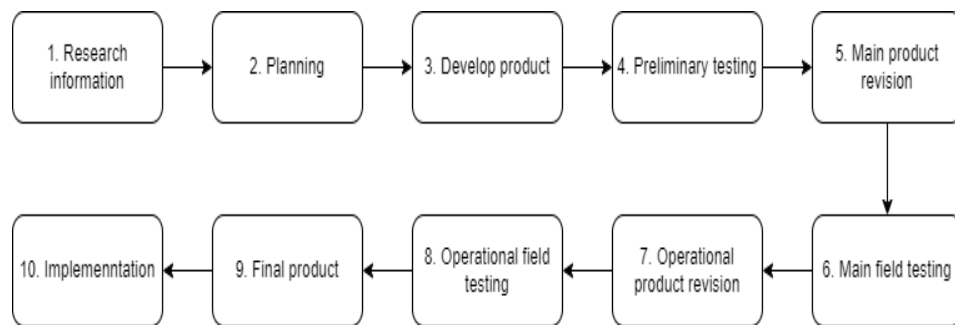 1. Research
information
2. Planning
3. Develop product
4. Preliminary testing
5. Main product
revision
10. Implemenntation
9. Final product
8. Operational field
testing
7. Operational
product revision
6. Main field testing